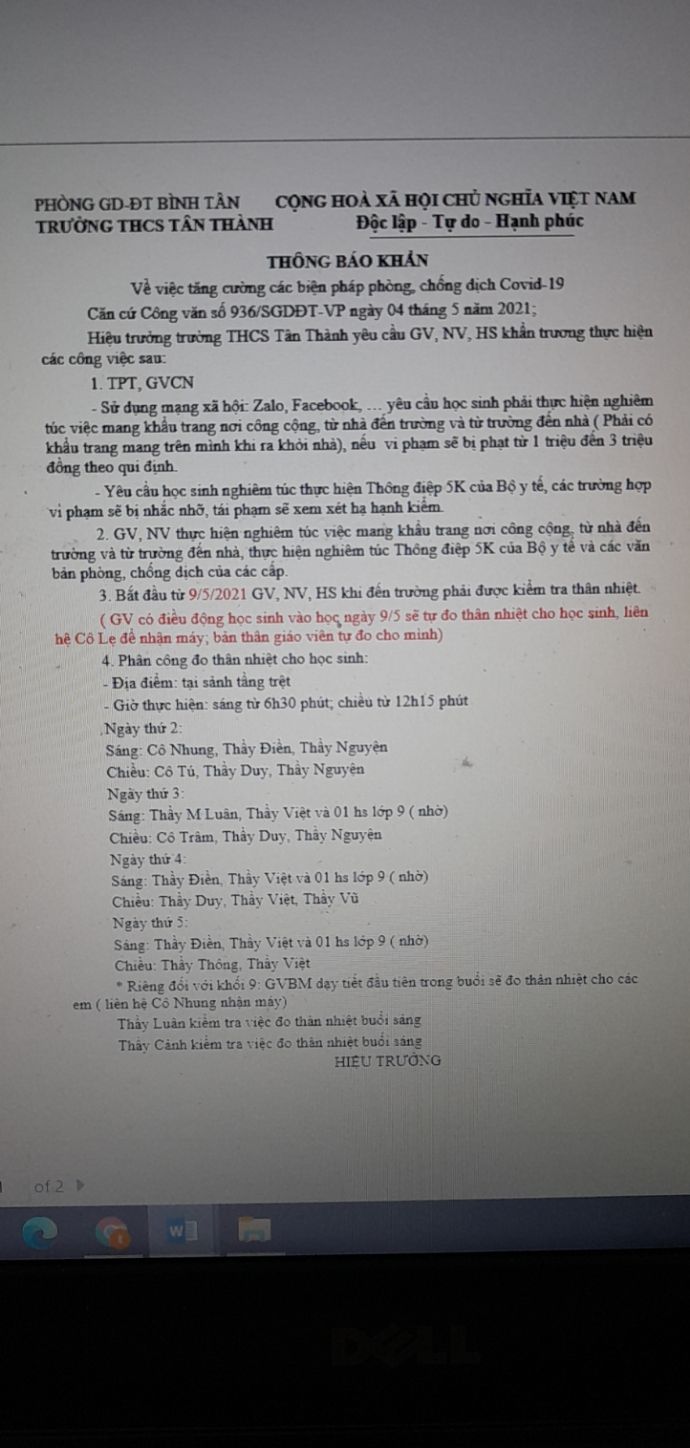 PHÒNG GD-ĐT BÌNH TÂN CỘNG HOÀ XÃ HỘI CHỦ NGHĨA VIỆT NAM
TRƯỜNG THCS TÂN THÀNH Độc lập - Tự do - Hạnh phúc
THÔNG BÁO KHẨN
Về việc tăng cường các biện pháp phòng, chống dịch Covid-19
Căn cứ Công văn số 936/SGDĐT-VP ngày 04 tháng 5 năm 2021;
Hiệu trưởng trường THCS Tân Thành yêu cầu GV, NV, HS khẩn trương thực hiện
các công việc sau:
1. TPT, GVCN
- Sử dụng mạng xã hội: Zalo, Facebook, … yêu cầu học sinh phải thực hiện nghiêm
túc việc mang khẩu trang nơi công cộng, từ nhà đến trường và từ trường đến nhà ( Phải có
khẩu trang mang trên mình khi ra khỏi nhà), nếu vi phạm sẽ bị phạt từ 1 triệu đến 3 triệu
đồng theo qui định.
- Yêu cầu học sinh nghiêm túc thực hiện Thông điệp 5K của Bộ y tế, các trường hợp
vi phạm sẽ bị nhắc nhỡ, tái phạm sẽ xem xét hạ hạnh kiểm.
2. GV, NV thực hiện nghiêm túc việc mang khẩu trang nơi công cộng, từ nhà đến
trường và từ trường đến nhà, thực hiện nghiêm túc Thông điệp 5K của Bộ y tế và các văn
bản phòng, chống dịch của các cấp.
3. Bắt đầu từ 9/5/2021 GV, NV, HS khi đến trường phải được kiểm tra thân nhiệt.
( GV có điều động học sinh vào học ngày 9/5 sẽ tự đo thân nhiệt cho học sinh, liên
hệ Cô Lẹ để nhận máy; bản thân giáo viên tự đo cho mình)
4. Phân công đo thân nhiệt cho học sinh:
- Địa điểm: tại sảnh tầng trệt
- Giờ thực hiện: sáng từ 6h30 phút; chiều từ 12h15 phút
Ngày thứ 2:
Sáng: Cô Nhung, Thầy Điền, Thầy Nguyện
Chiều: Cô Tú, Thầy Duy, Thầy Nguyện
Ngày thứ 3:
Sáng: Thầy M Luân, Thầy Việt và 01 hs lớp 9 ( nhờ)
Chiều: Cô Trâm, Thầy Duy, Thầy Nguyện
Ngày thứ 4:
Sáng: Thầy Điền, Thầy Việt và 01 hs lớp 9 ( nhờ)
Chiều: Thầy Duy, Thầy Việt, Thầy Vũ
Ngày thứ 5:
Sáng: Thầy Điền, Thầy Việt và 01 hs lớp 9 ( nhờ)
Chiều: Thầy Thông, Thầy Việt
* Riêng đối với khối 9: GVBM dạy tiết đầu tiên trong buổi sẽ đo thân nhiệt cho các
em ( liên hệ Cô Nhung nhận máy)
Thầy Luân kiểm tra việc đo thân nhiệt buổi sáng
Thầy Cảnh kiểm tra việc đo thân nhiệt buổi sáng
HIỆU TRƯỞNG
of 2
DELL